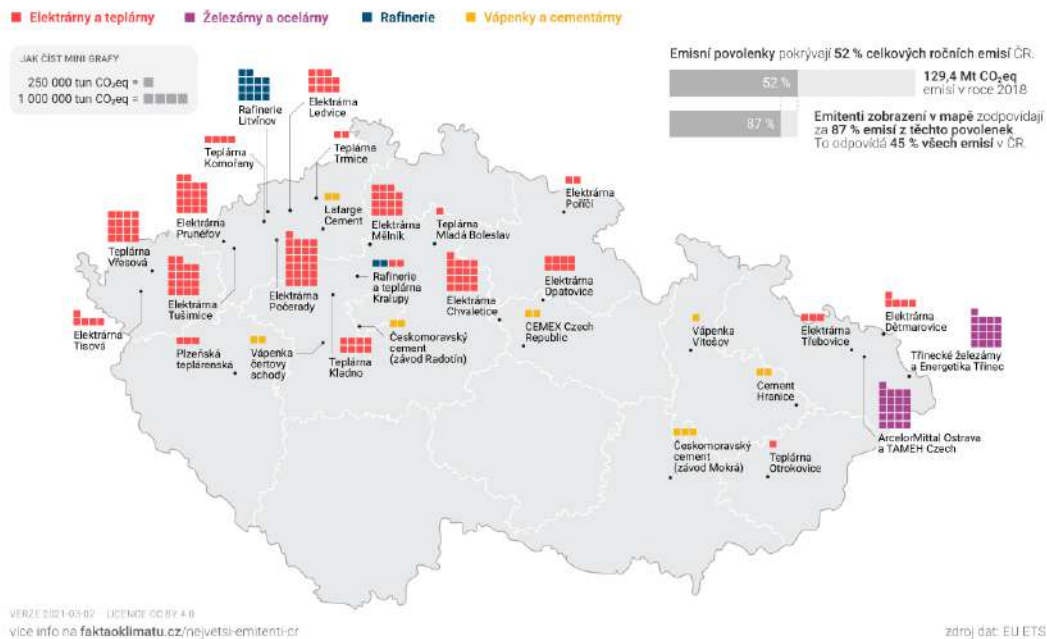 Elektrárny a teplárny
Železárny a ocelárny
Rafinerie
Vápenky a cementárny
JAK ČÍST MINI GRAFY
250 000 tun CO₂eq =
1 000 000 tun CO₂eq =
Emisní povolenky pokrývají 52 % celkových ročních emisí ČR.
52 %
129,4 Mt CO₂eq
emisí v roce 2018
87 %
Emitenti zobrazení v mapě zodpovídají
za 87 % emisí z těchto povolenek
To odpovídá 45 % všech emisí v ČR.
Rafinerie
Litvínov
Elektrárna
Ledvice
Teplárna
Komořany
Teplárna
Trmice
Elektrárna
Poříčí
Elektrárna
Prunéřov
Lafarge
Cement
Elektrárna
Mělník
Teplárna
Mladá Boleslav
Teplárna
Vřesová
Elektrárna
Tušimice
Elektrárna
Počerady
Rafinerie
a teplárna
Kralupy
Elektrárna
Chvaletice
Elektrárna
Opatovice
Elektrárna
Tisová
Plzeňská
teplárenská
Vápenka
čertovy
schody
Teplárna
Kladno
Českomoravský
cement
(závod Radotín)
CEMEX Czech
Republic
Vápenka
Vitošov
Elektrárna
Třebovice
Elektrárna
Dětmarovice
Třinecké železárny
a Energetika Třinec
Cement
Hranice
ArcelorMittal Ostrava
a TAMEH Czech
Českomoravský
cement
(závod Mokrá)
Teplárna
Otrokovice
VERZE 2021-03-02 LICENCE CC BY 4.0
více info na faktaoklimatu.cz/nejvetsi-emitenti-cr
zdroj dat: EU ETS